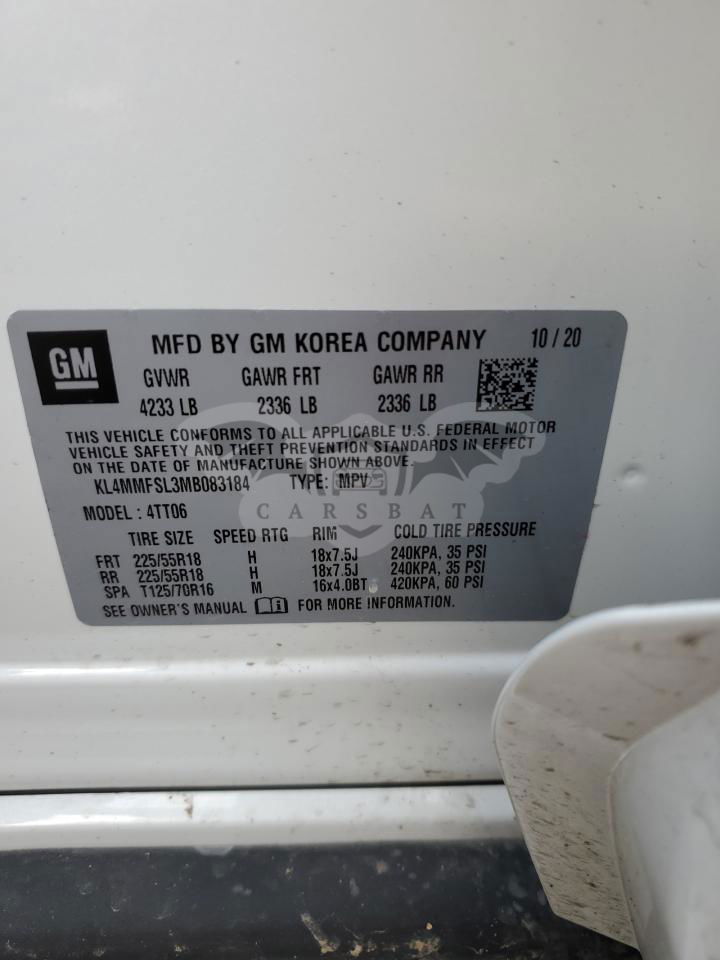 GM MFD BY GM KOREA COMPANY 10/20
GVWR GAWR FRT GAWR RR
4233 LB 2336 LB 2336 LB
THIS VEHICLE CONFORMS TO ALL APPLICABLE U.S. FEDERAL MOTOR
VEHICLE SAFETY AND THEFT PREVENTION STANDARDS IN EFFECT
ON THE DATE OF MANUFACTURE SHOWN ABOVE.
KL4MMFSL3MB083184 TYPE: MPV
CARSBAT
MODEL : 4TT06
TIRE SIZE SPEED RTG RIM COLD TIRE PRESSURE
FRT 225/55R18 H 18x7.5J 240KPA, 35 PSI
RR 225/55R18 H 18x7.5J 240KPA, 35 PSI
SPA T125/70R16 M 16x4.0BT 420KPA, 60 PSI
SEE OWNER'S MANUAL FOR MORE INFORMATION.